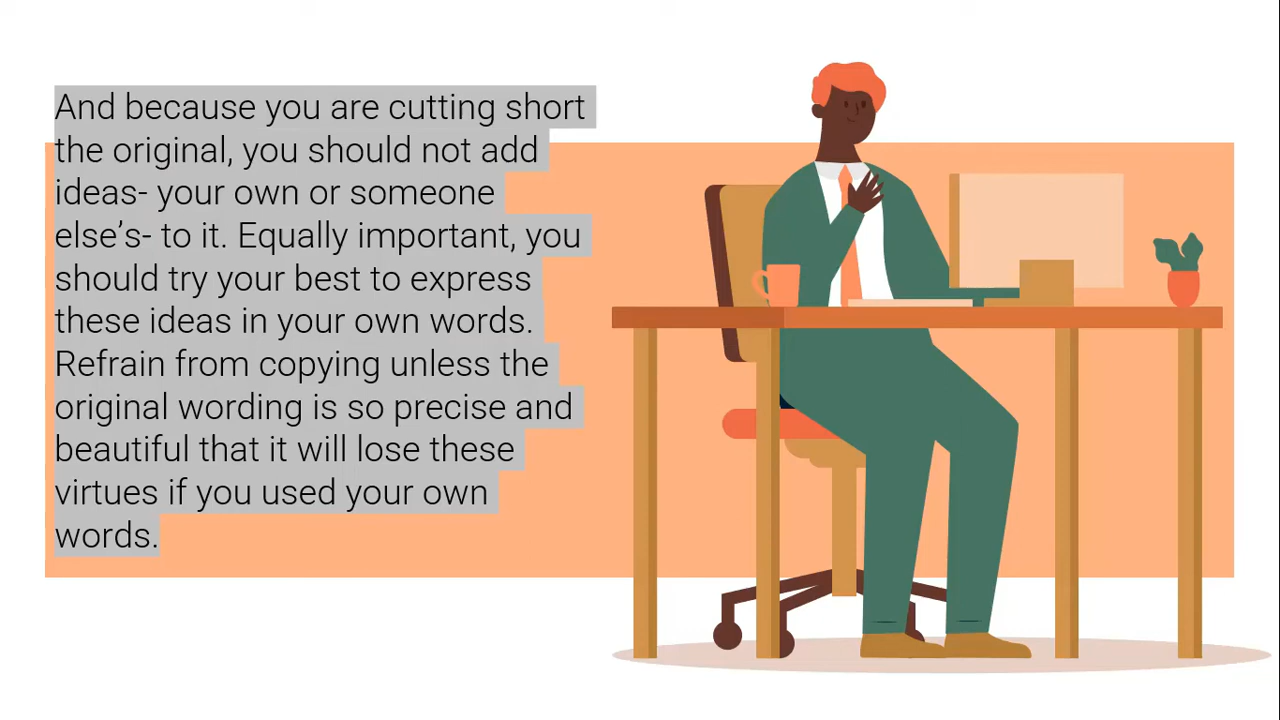 And because you are cutting short
the original, you should not add
ideas- your own or someone
else’s- to it. Equally important, you
should try your best to express
these ideas in your own words.
Refrain from copying unless the
original wording is so precise and
beautiful that it will lose these
virtues if you used your own
words.